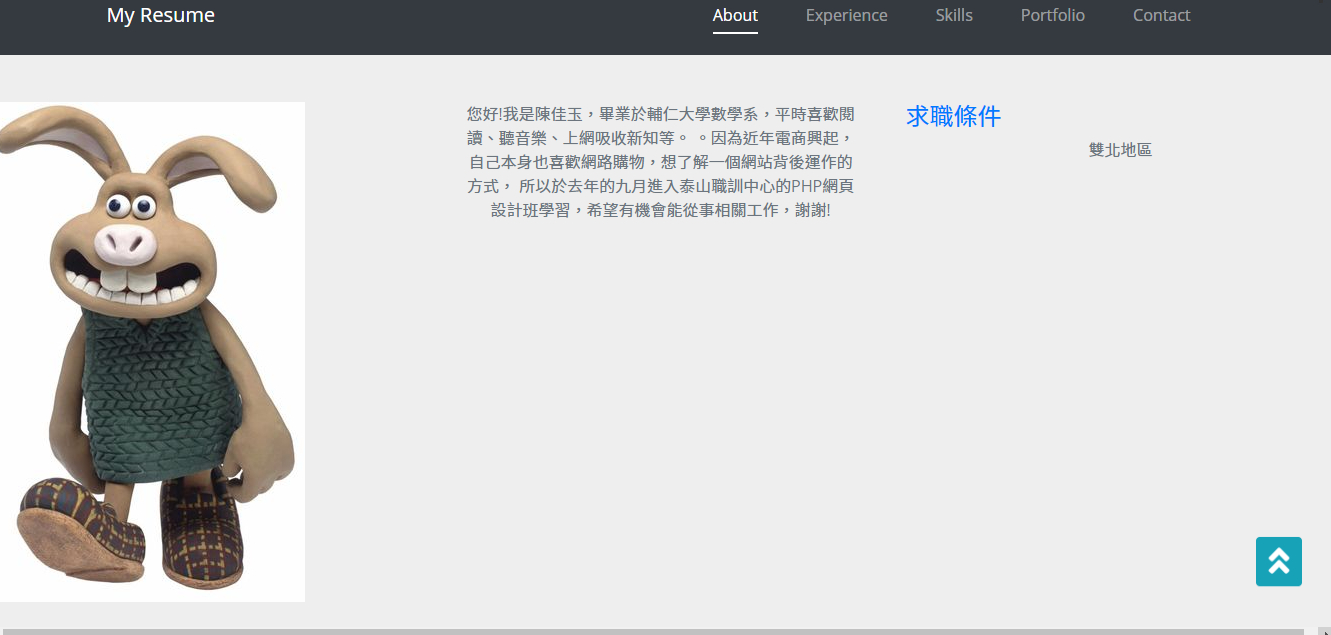 My Resume
About
Experience
Skills
Portfolio
Contact
您好!我是陳佳玉，畢業於輔仁大學數學系，平時喜歡閱
讀、聽音樂、上網吸收新知等。 。因為近年電商興起，
自己本身也喜歡網路購物，想了解一個網站背後運作的
方式， 所以於去年的九月進入泰山職訓中心的PHP網頁
設計班學習，希望有機會能從事相關工作，謝謝!
求職條件
雙北地區